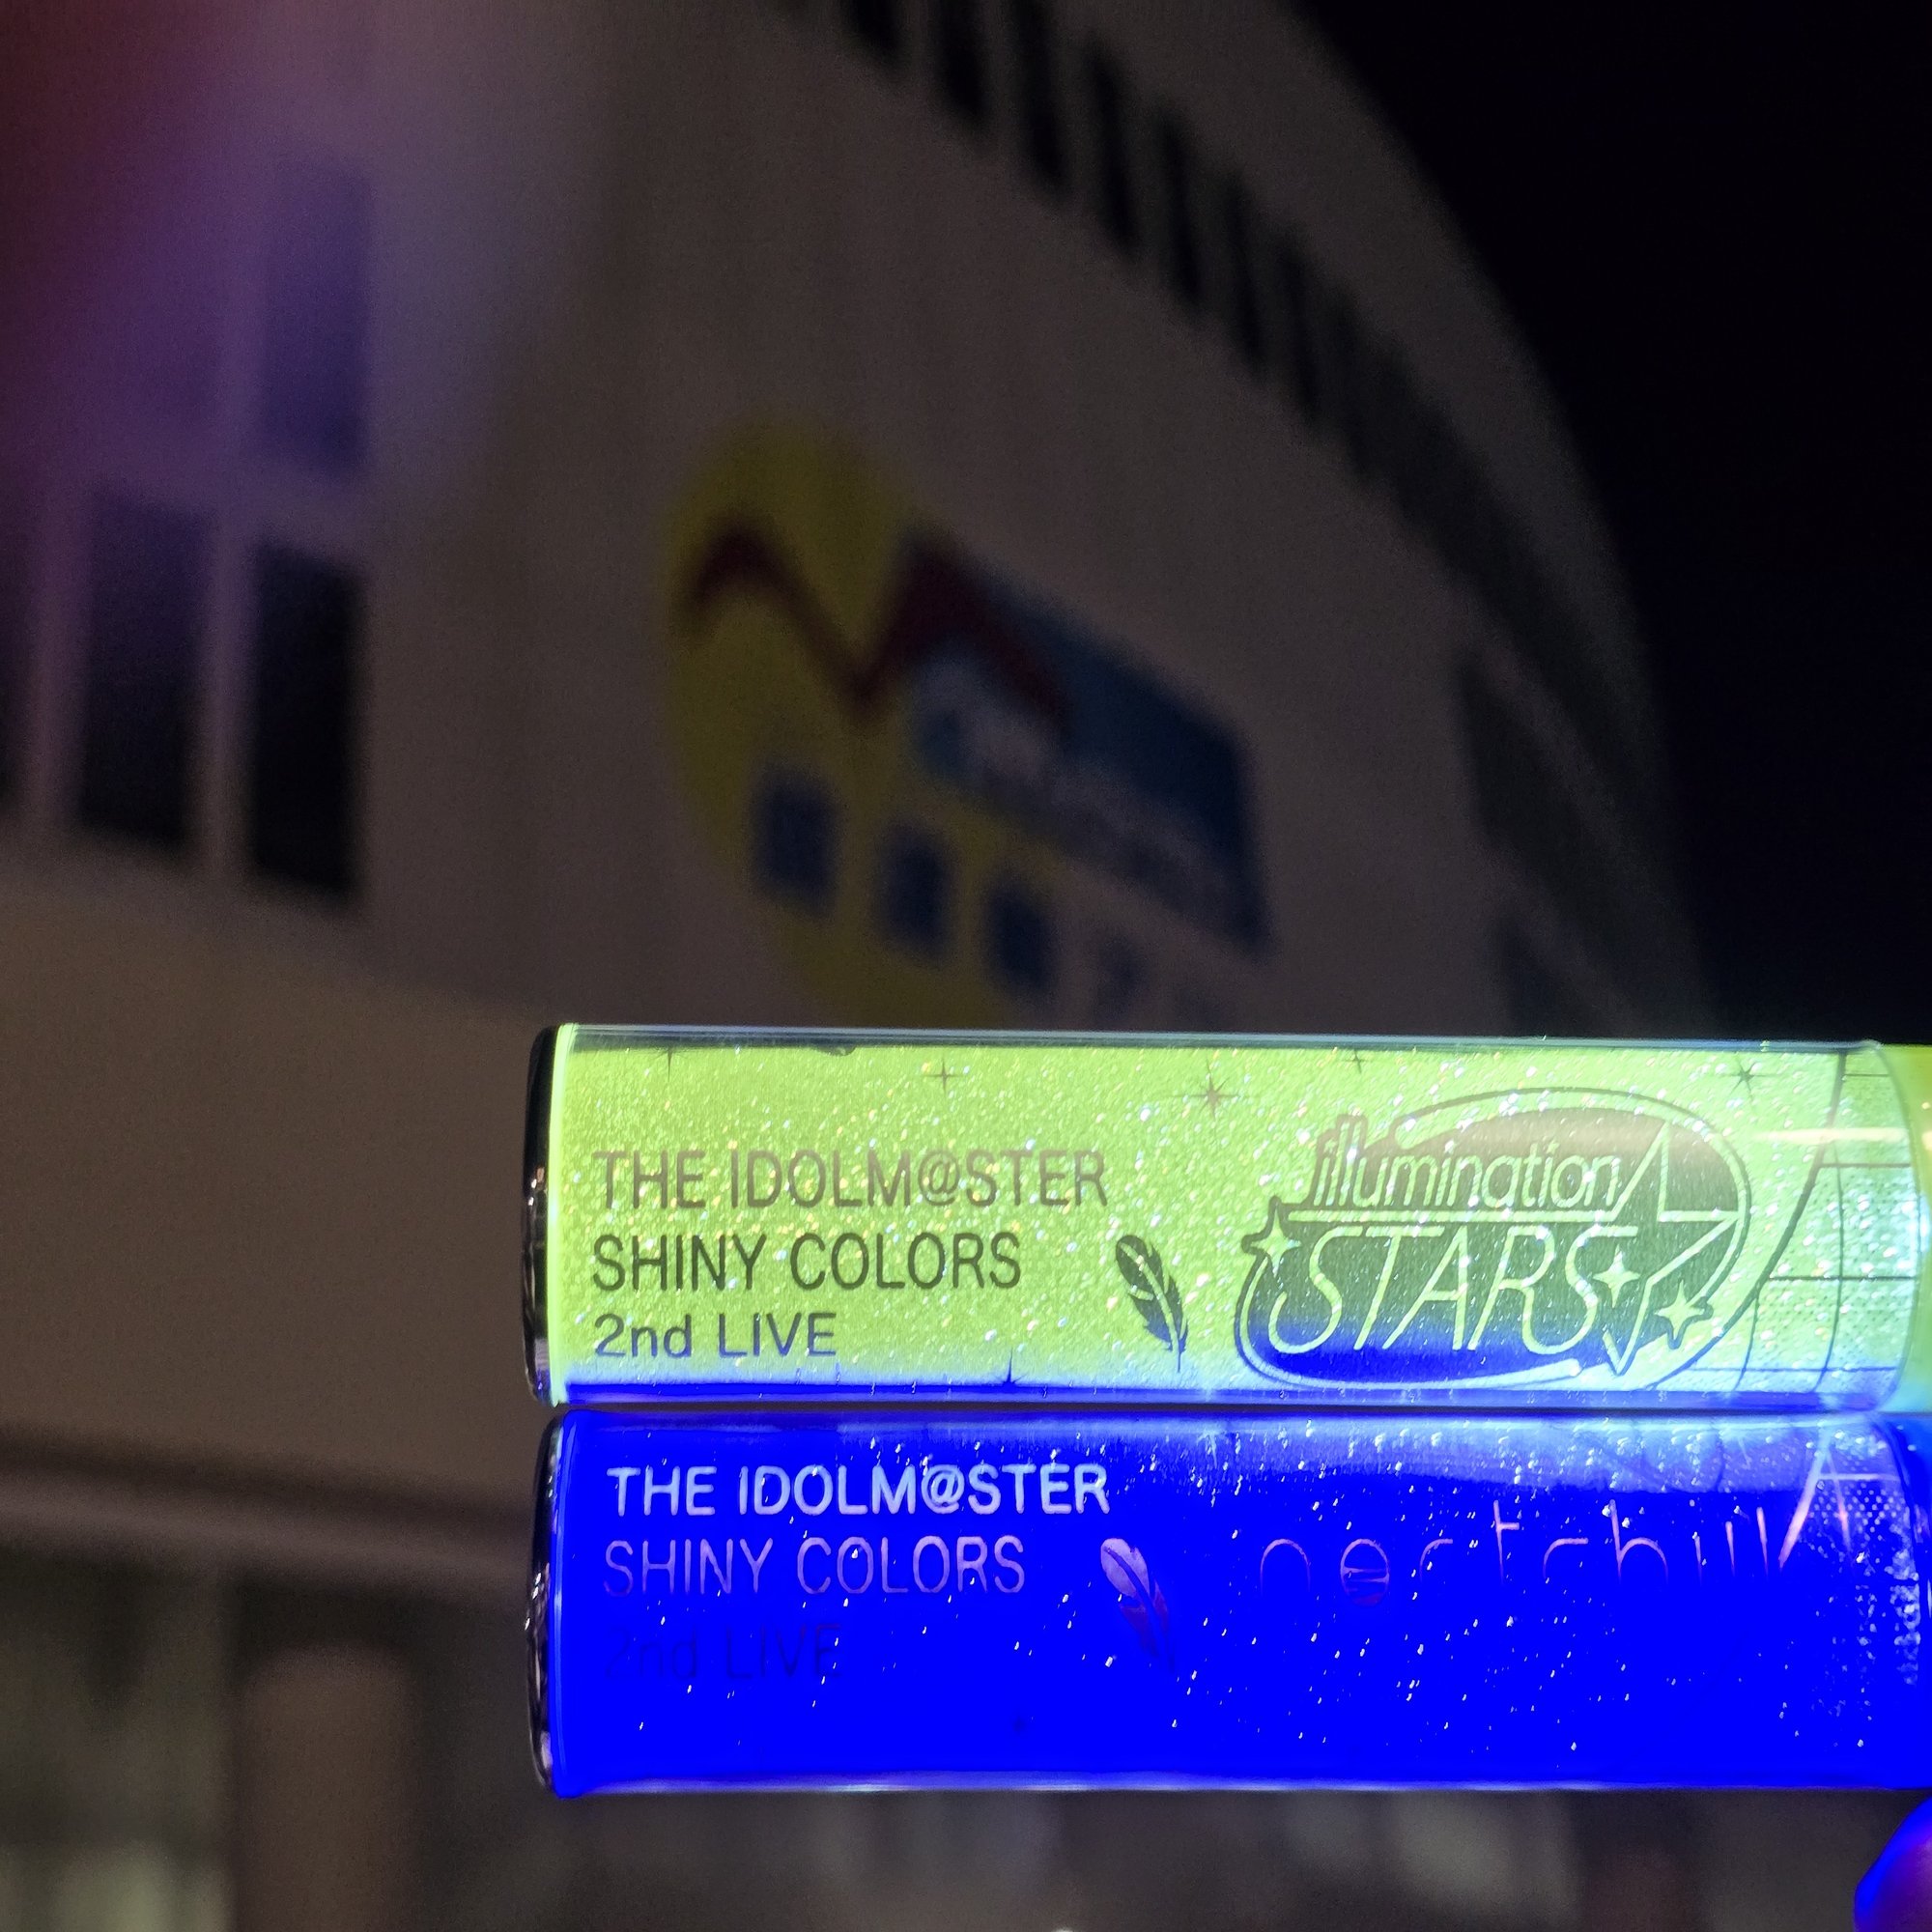 THE IDOLM@STER
SHINY COLORS
2nd LIVE
illumination
STARS
THE IDOLM@STER
SHINY COLORS
2nd LIVE